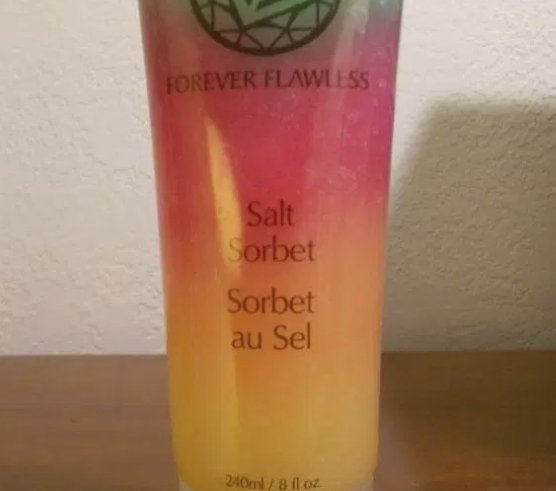 FOREVER FLAWLESS
Salt
Sorbet
Sorbet
au Sel
240ml / 8 fl oz